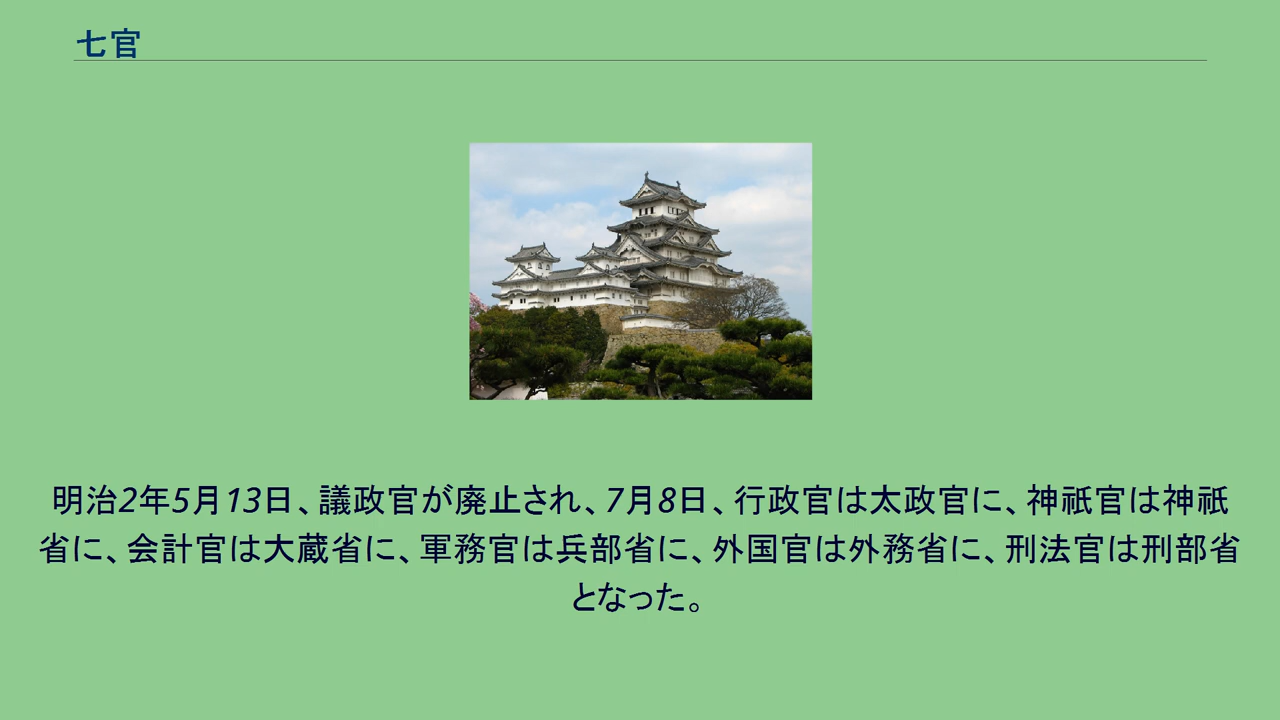 七官
明治2年5月13日、議政官が廃止され、7月8日、行政官は太政官に、神祇官は神祇
省に、会計官は大蔵省に、軍務官は兵部省に、外国官は外務省に、刑法官は刑部省
となった。